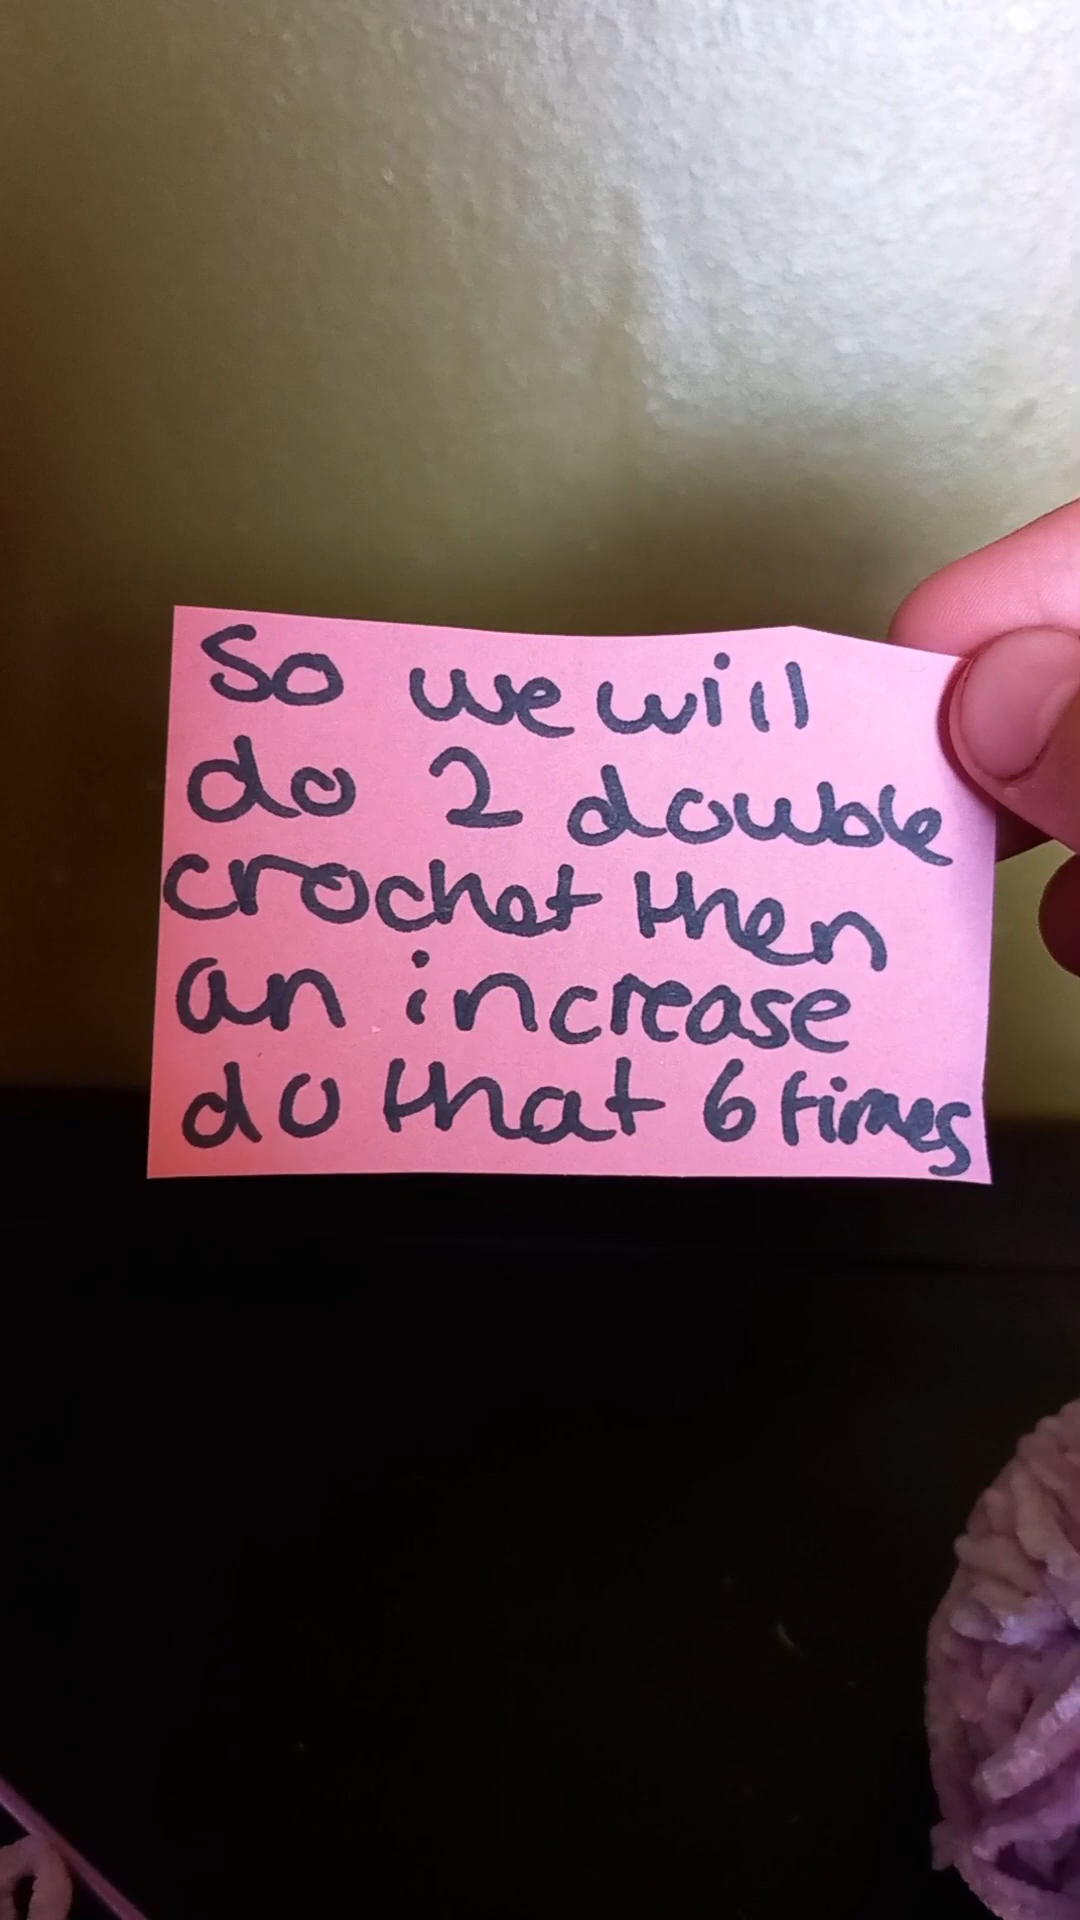 So we will
do 2 double
crochet then
an increase
do that 6 times